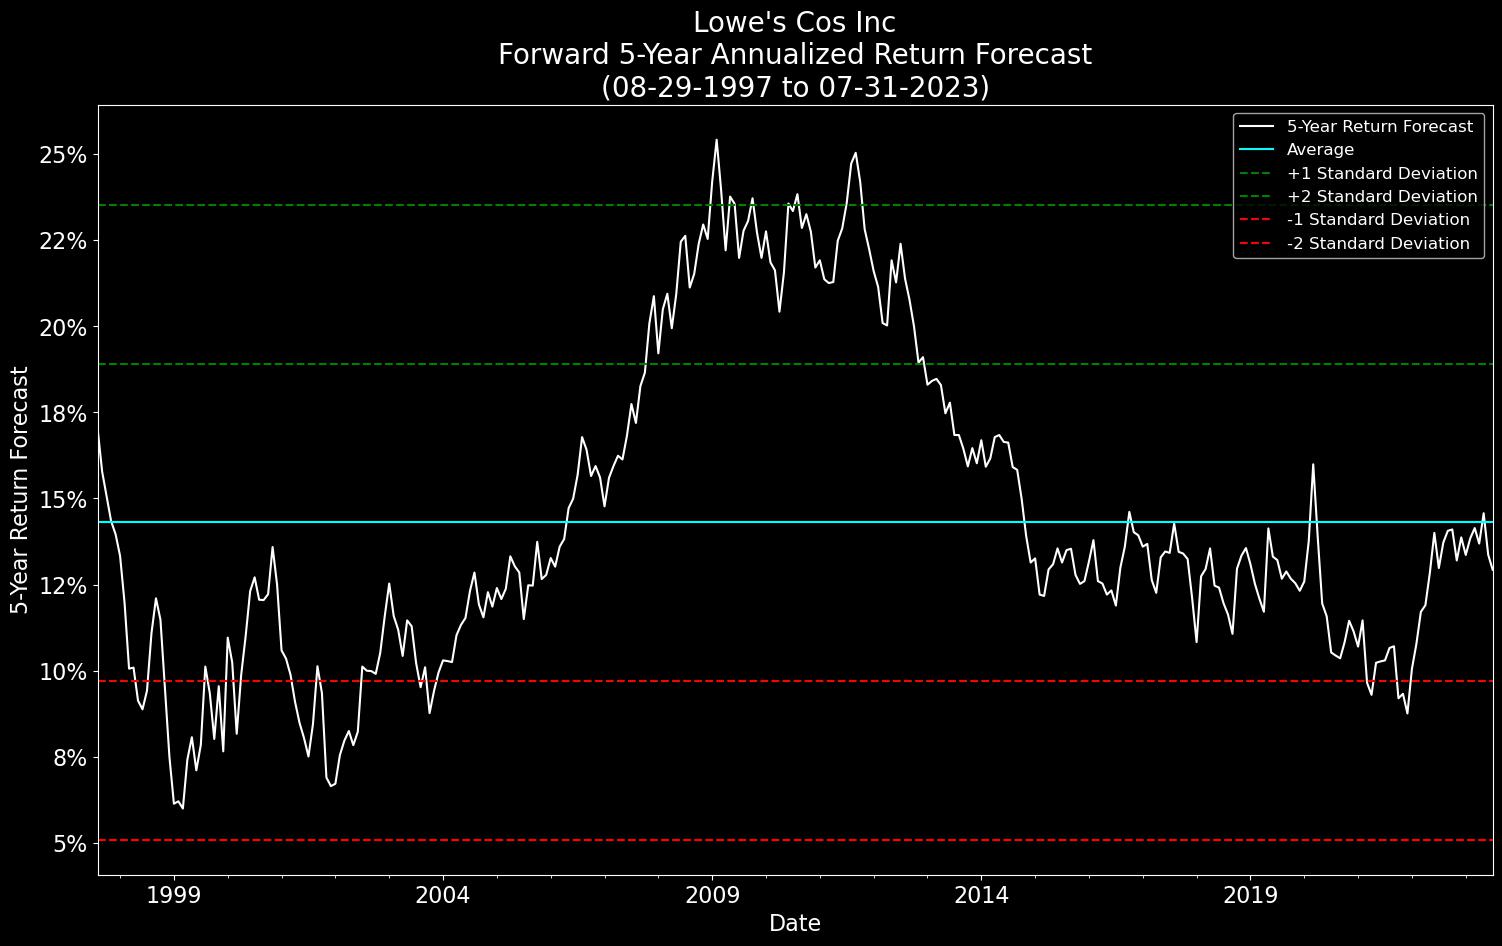 Lowe's Cos Inc
Forward 5-Year Annualized Return Forecast
(08-29-1997 to 07-31-2023)
5-Year Return Forecast
Average
+1 Standard Deviation
+2 Standard Deviation
-1 Standard Deviation
-2 Standard Deviation
25%
22%
20%
18%
15%
12%
10%
8%
5%
5-Year Return Forecast
1999
2004
2009
2014
2019
Date